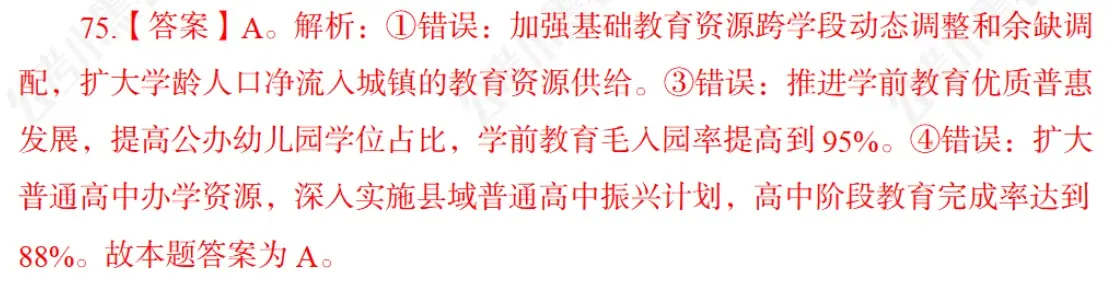 75.【答案】A。解析：①错误：加强基础教育资源跨学段动态调整和余缺调
配，扩大学龄人口净流入城镇的教育资源供给。③错误：推进学前教育优质普惠
发展，提高公办幼儿园学位占比，学前教育毛入园率提高到 95%。④错误：扩大
普通高中办学资源，深入实施县域普通高中振兴计划，高中阶段教育完成率达到
88%。故本题答案为 A。